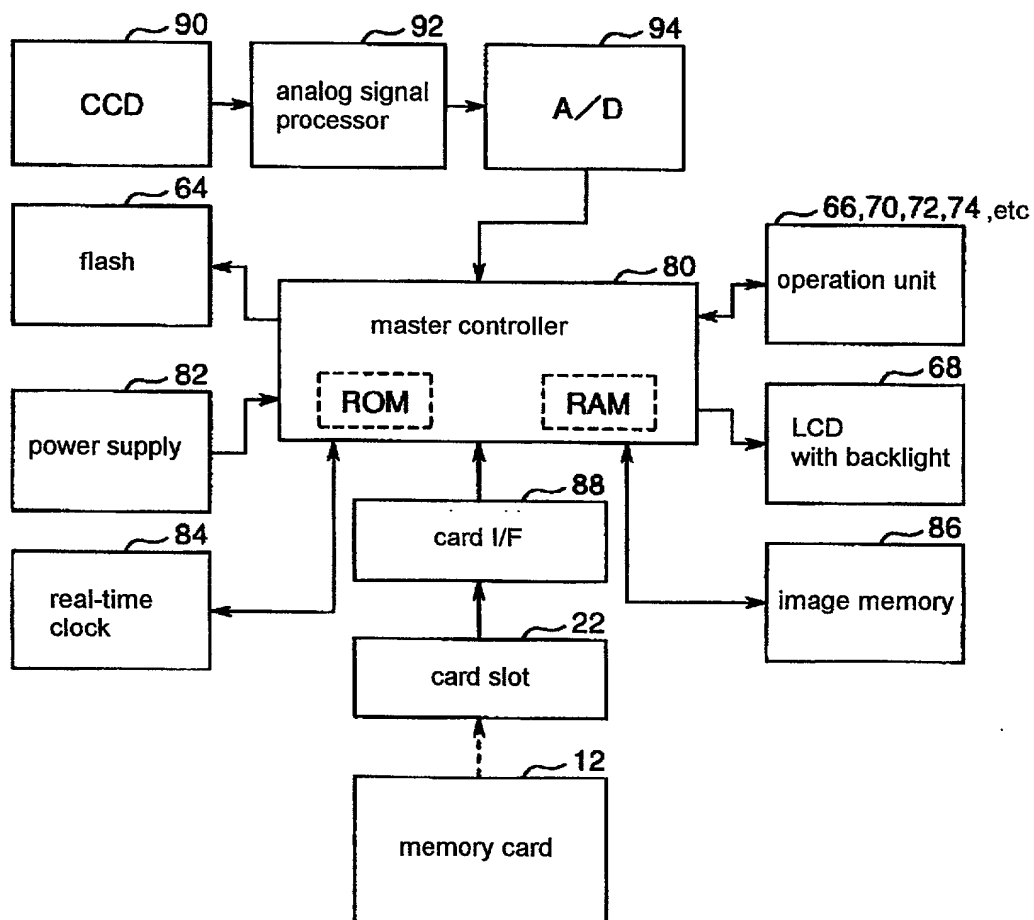 90
92
94
CCD
analog signal
processor
A/D
64
66,70,72,74 ,etc
flash
operation unit
80
master controller
82
68
ROM
RAM
power supply
LCD
with backlight
88
84
card I/F
86
real-time
clock
image memory
22
card slot
12
memory card